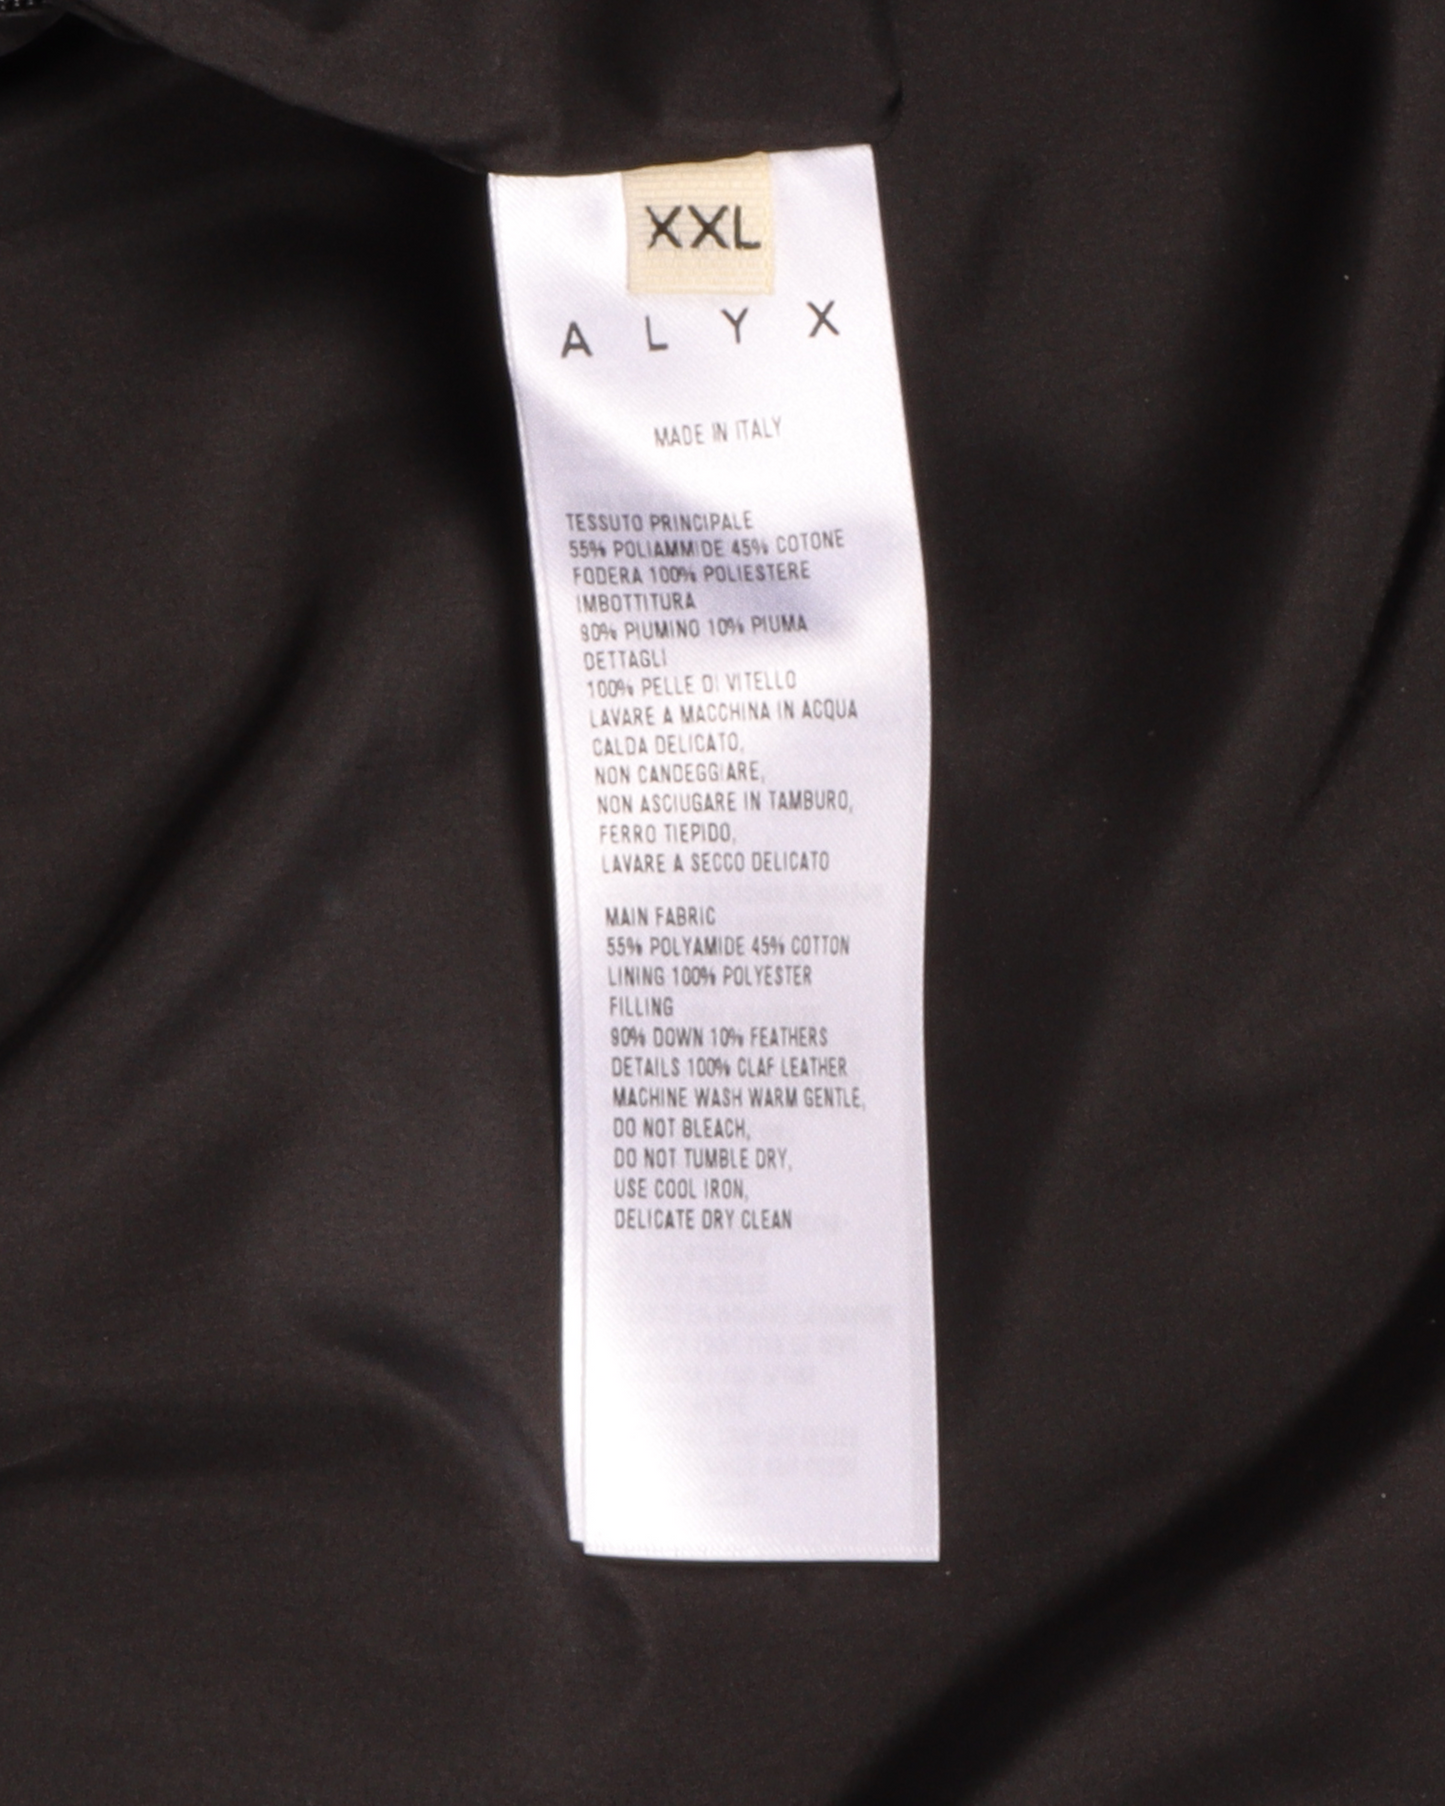 XXL
A L Y X
MADE IN ITALY
TESSUTO PRINCIPALE
55% POLIAMMIDE 45% COTONE
FODERA 100% POLIESTERE
IMBOTTITURA
90% PIUMINO 10% PIUMA
DETTAGLI
100% PELLE DI VITELLO
LAVARE A MACCHINA IN ACQUA
CALDA DELICATO,
NON CANDEGGIARE,
NON ASCIUGARE IN TAMBURO,
FERRO TIEPIDO,
LAVARE A SECCO DELICATO
MAIN FABRIC
55% POLYAMIDE 45% COTTON
LINING 100% POLYESTER
FILLING
90% DOWN 10% FEATHERS
DETAILS 100% CLAF LEATHER
MACHINE WASH WARM GENTLE,
DO NOT BLEACH,
DO NOT TUMBLE DRY,
USE COOL IRON,
DELICATE DRY CLEAN